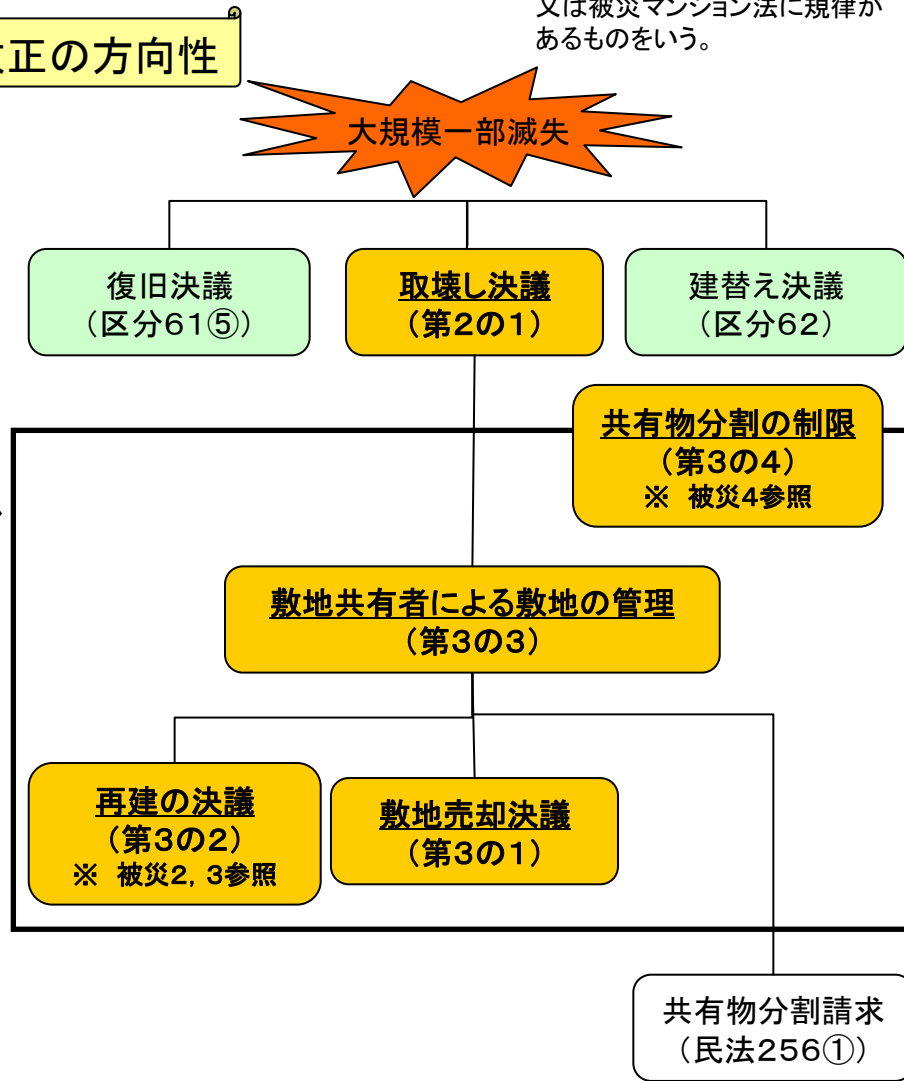 又は被災マンション法に規律が
あるものをいう。
正の方向性
大規模一部滅失
復旧決議
(区分61⑤)
取壊し決議
(第2の1)
建替え決議
(区分62)
共有物分割の制限
(第3の4)
※ 被災4参照
敷地共有者による敷地の管理
(第3の3)
再建の決議
(第3の2)
※ 被災2,3参照
敷地売却決議
(第3の1)
共有物分割請求
(民法256①)